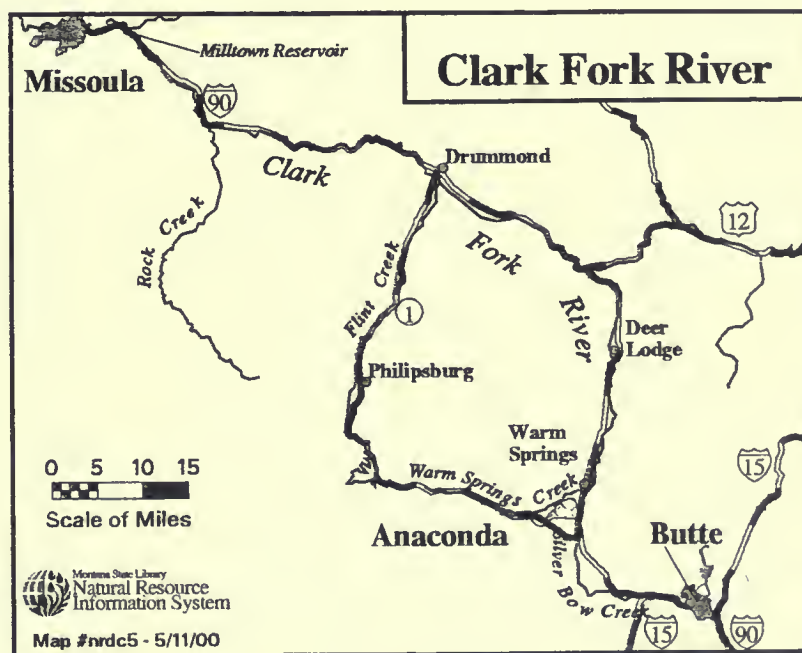 Clark Fork River
Milltown Reservoir
Missoula
90
Clark
Drummond
12
Rock Creek
Flint Creek
Fork
1
River
Deer
Lodge
Philipsburg
Warm
Springs
15
0 5 10 15
Scale of Miles
Warm Springs Creek
Anaconda
Butte
Silver Bow Creek
Montana State Library
Natural Resource
Information System
15
90
Map #nrdc5 - 5/11/00